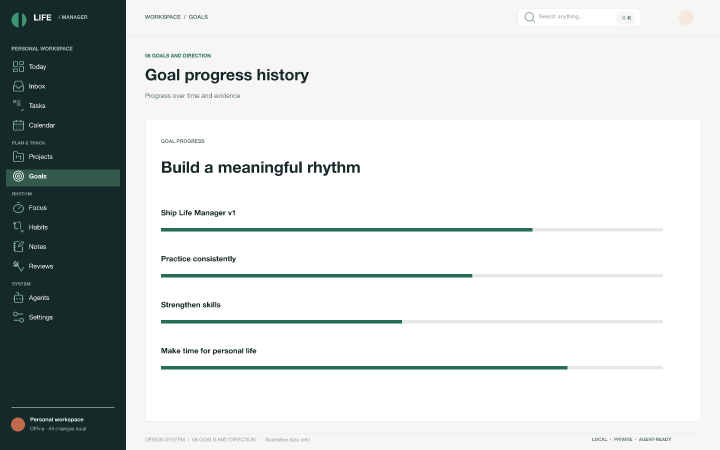 LIFE / MANAGER
PERSONAL WORKSPACE
Today
Inbox
Tasks
Calendar
PLAN & TRACK
Projects
Goals
RHYTHM
Focus
Habits
Notes
Reviews
SYSTEM
Agents
Settings
Personal workspace
Offline · All changes local
WORKSPACE / GOALS
Search anything...
⌘ K
06 GOALS AND DIRECTION
Goal progress history
Progress over time and evidence
GOAL PROGRESS
Build a meaningful rhythm
Ship Life Manager v1
Practice consistently
Strengthen skills
Make time for personal life
DESIGN SYSTEM / 06 GOALS AND DIRECTION · Illustrative data only
LOCAL · PRIVATE · AGENT-READY